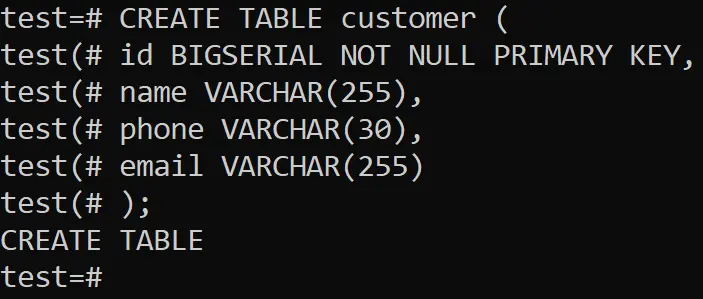 test=# CREATE TABLE customer (
test(# id BIGSERIAL NOT NULL PRIMARY KEY,
test(# name VARCHAR(255),
test(# phone VARCHAR(30),
test(# email VARCHAR(255)
test(# );
CREATE TABLE
test=#